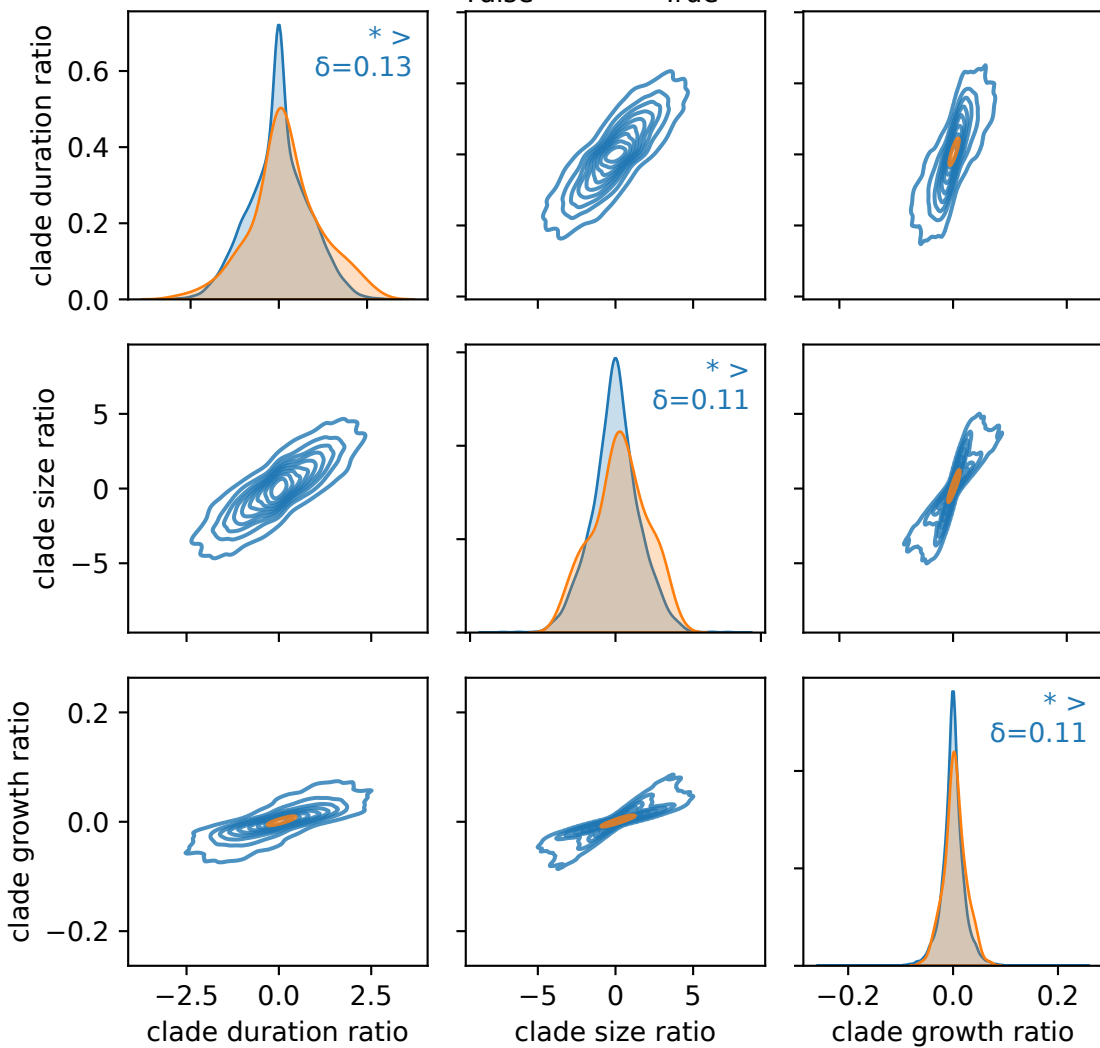 clade duration ratio
0.6
0.4
0.2
0.0
* >
δ=0.13
clade size ratio
5
0
−5
* >
δ=0.11
clade growth ratio
0.2
0.0
−0.2
* >
δ=0.11
−2.5 0.0 2.5
−5 0 5
−0.2 0.0 0.2
clade duration ratio
clade size ratio
clade growth ratio